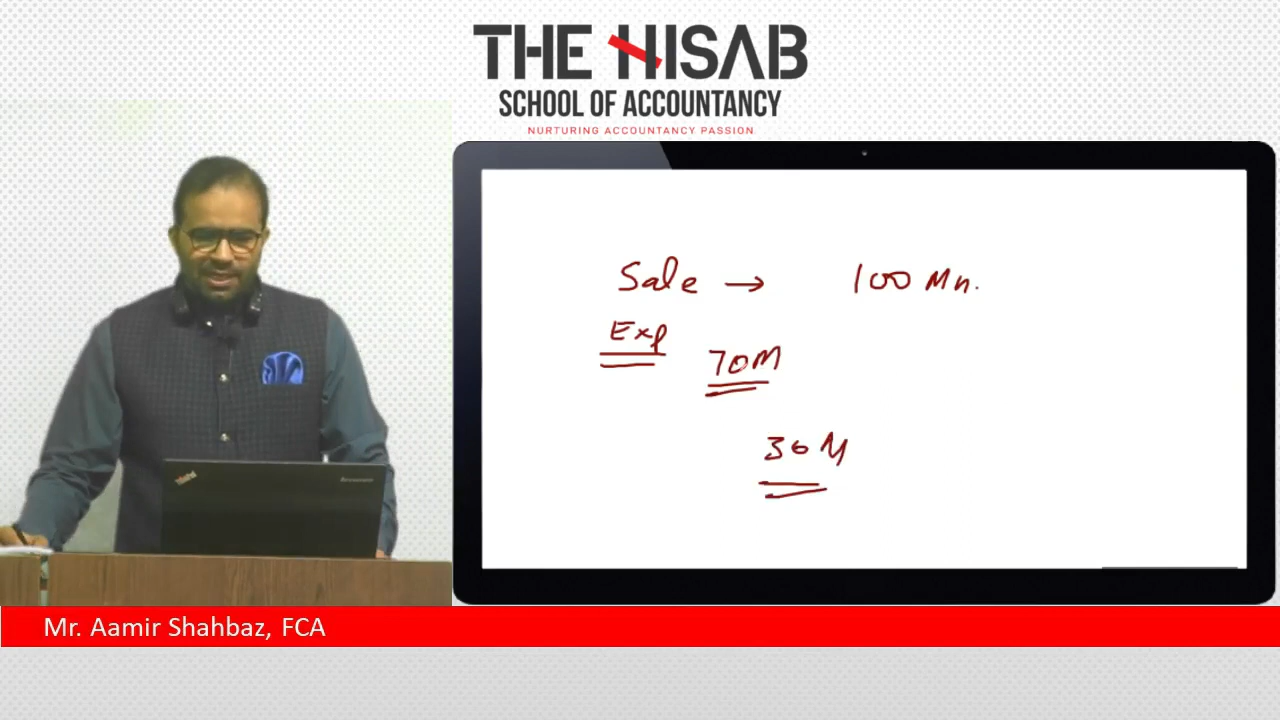 THE HISAB
SCHOOL OF ACCOUNTANCY
NURTURING ACCOUNTANCY PASSION
Sale → 100 Mn.
Exp
70M
30M
Mr. Aamir Shahbaz, FCA